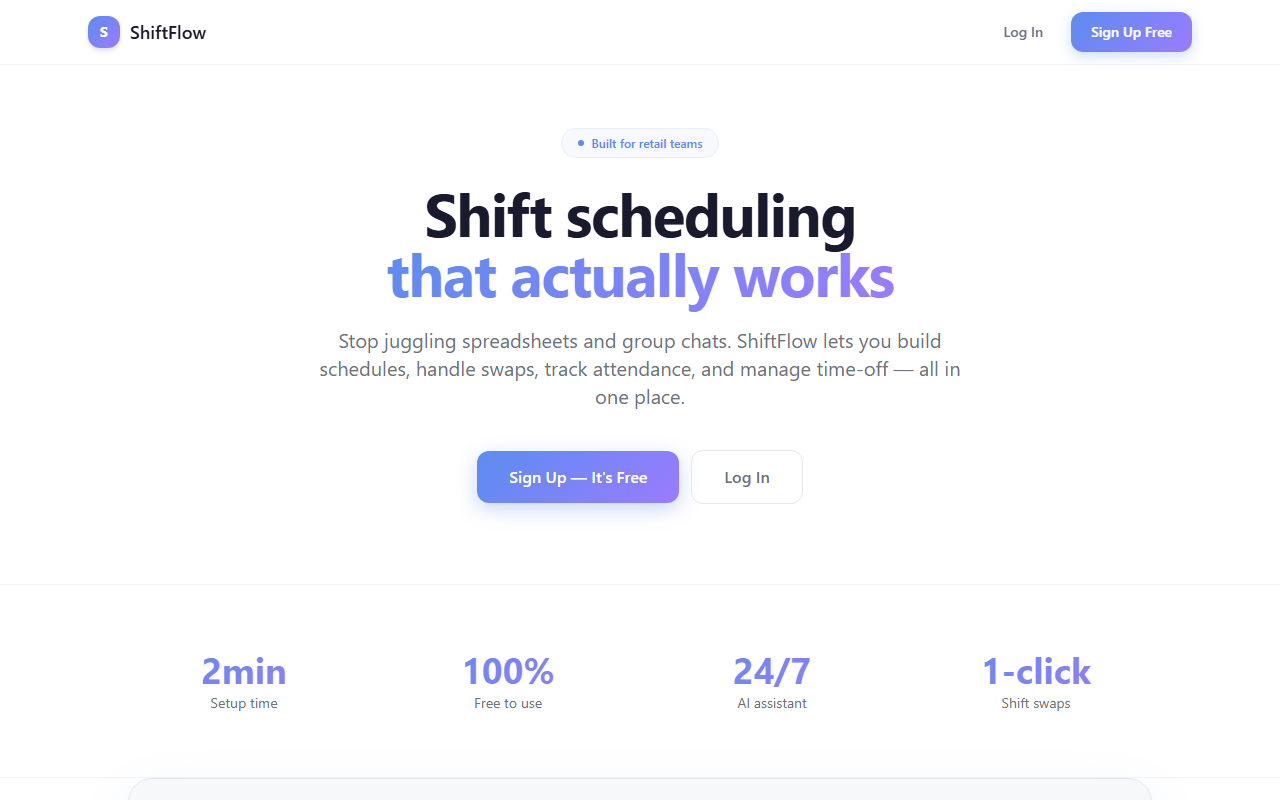 S
ShiftFlow
Log In
Sign Up Free
Built for retail teams
Shift scheduling
that actually works
Stop juggling spreadsheets and group chats. ShiftFlow lets you build
schedules, handle swaps, track attendance, and manage time-off — all in
one place.
Sign Up — It's Free
Log In
2min
Setup time
100%
Free to use
24/7
AI assistant
1-click
Shift swaps